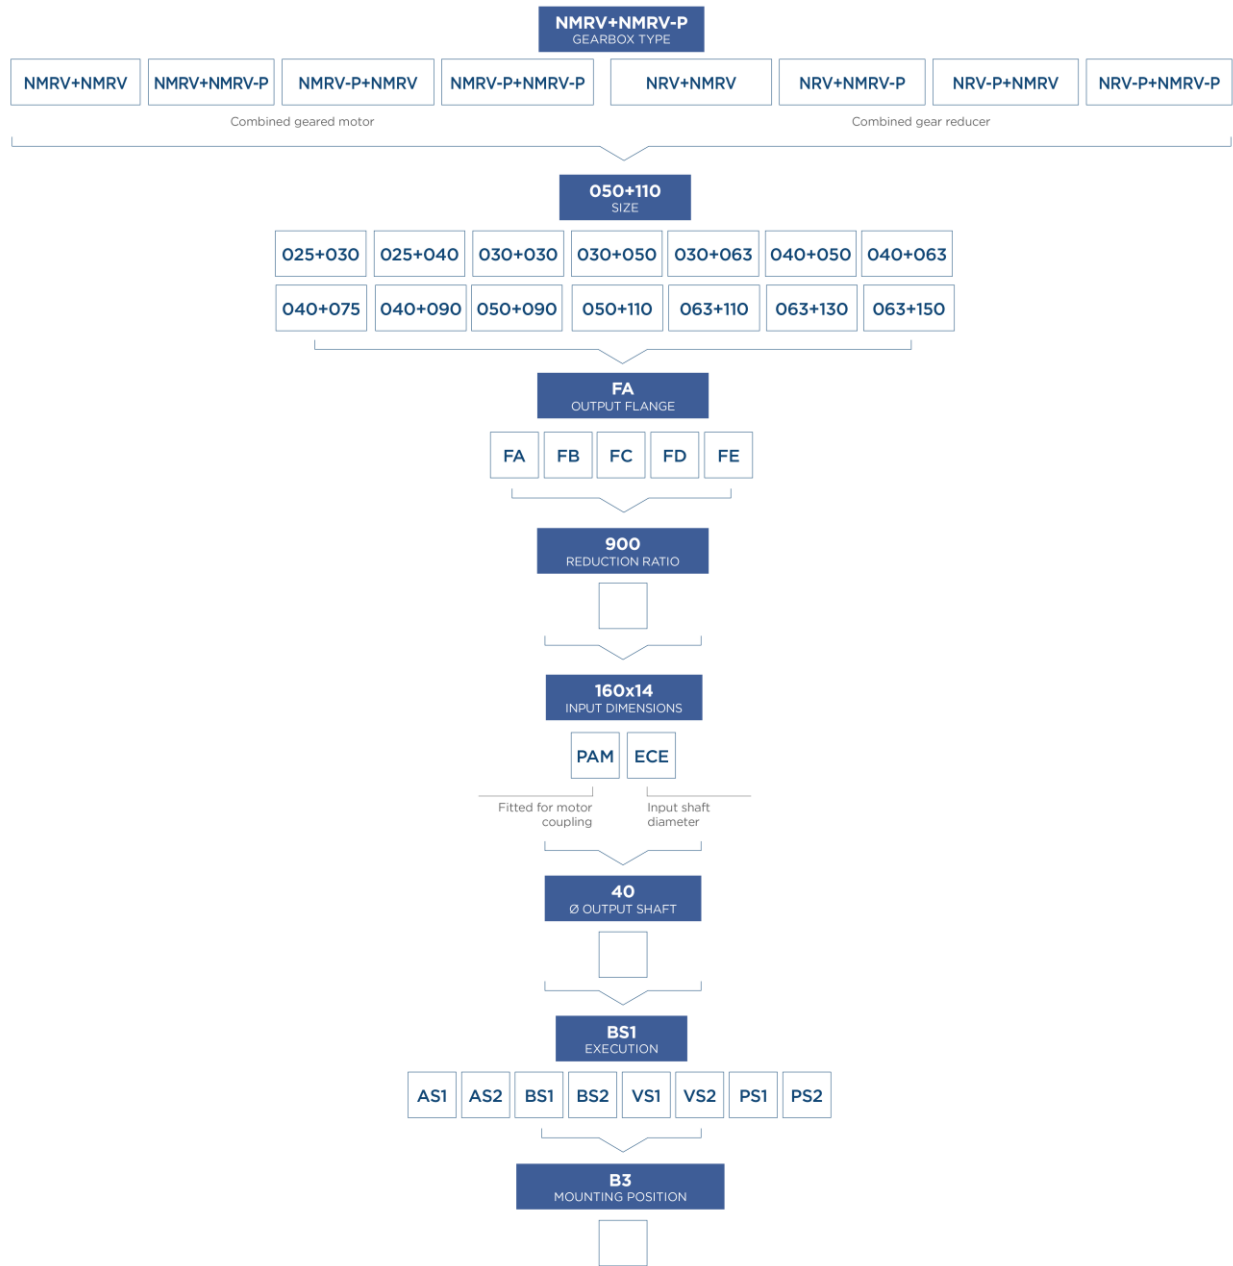 NMRV+NMRV-P
GEARBOX TYPE
NMRV+NMRV NMRV+NMRV-P NMRV-P+NMRV NMRV-P+NMRV-P NRV+NMRV NRV+NMRV-P NRV-P+NMRV NRV-P+NMRV-P
Combined geared motor Combined gear reducer
050+110
SIZE
025+030 025+040 030+030 030+050 030+063 040+050 040+063
040+075 040+090 050+090 050+110 063+110 063+130 063+150
FA
OUTPUT FLANGE
FA FB FC FD FE
900
REDUCTION RATIO
160x14
INPUT DIMENSIONS
PAM ECE
Fitted for motor
coupling
Input shaft
diameter
40
Ø OUTPUT SHAFT
BS1
EXECUTION
AS1 AS2 BS1 BS2 VS1 VS2 PS1 PS2
B3
MOUNTING POSITION